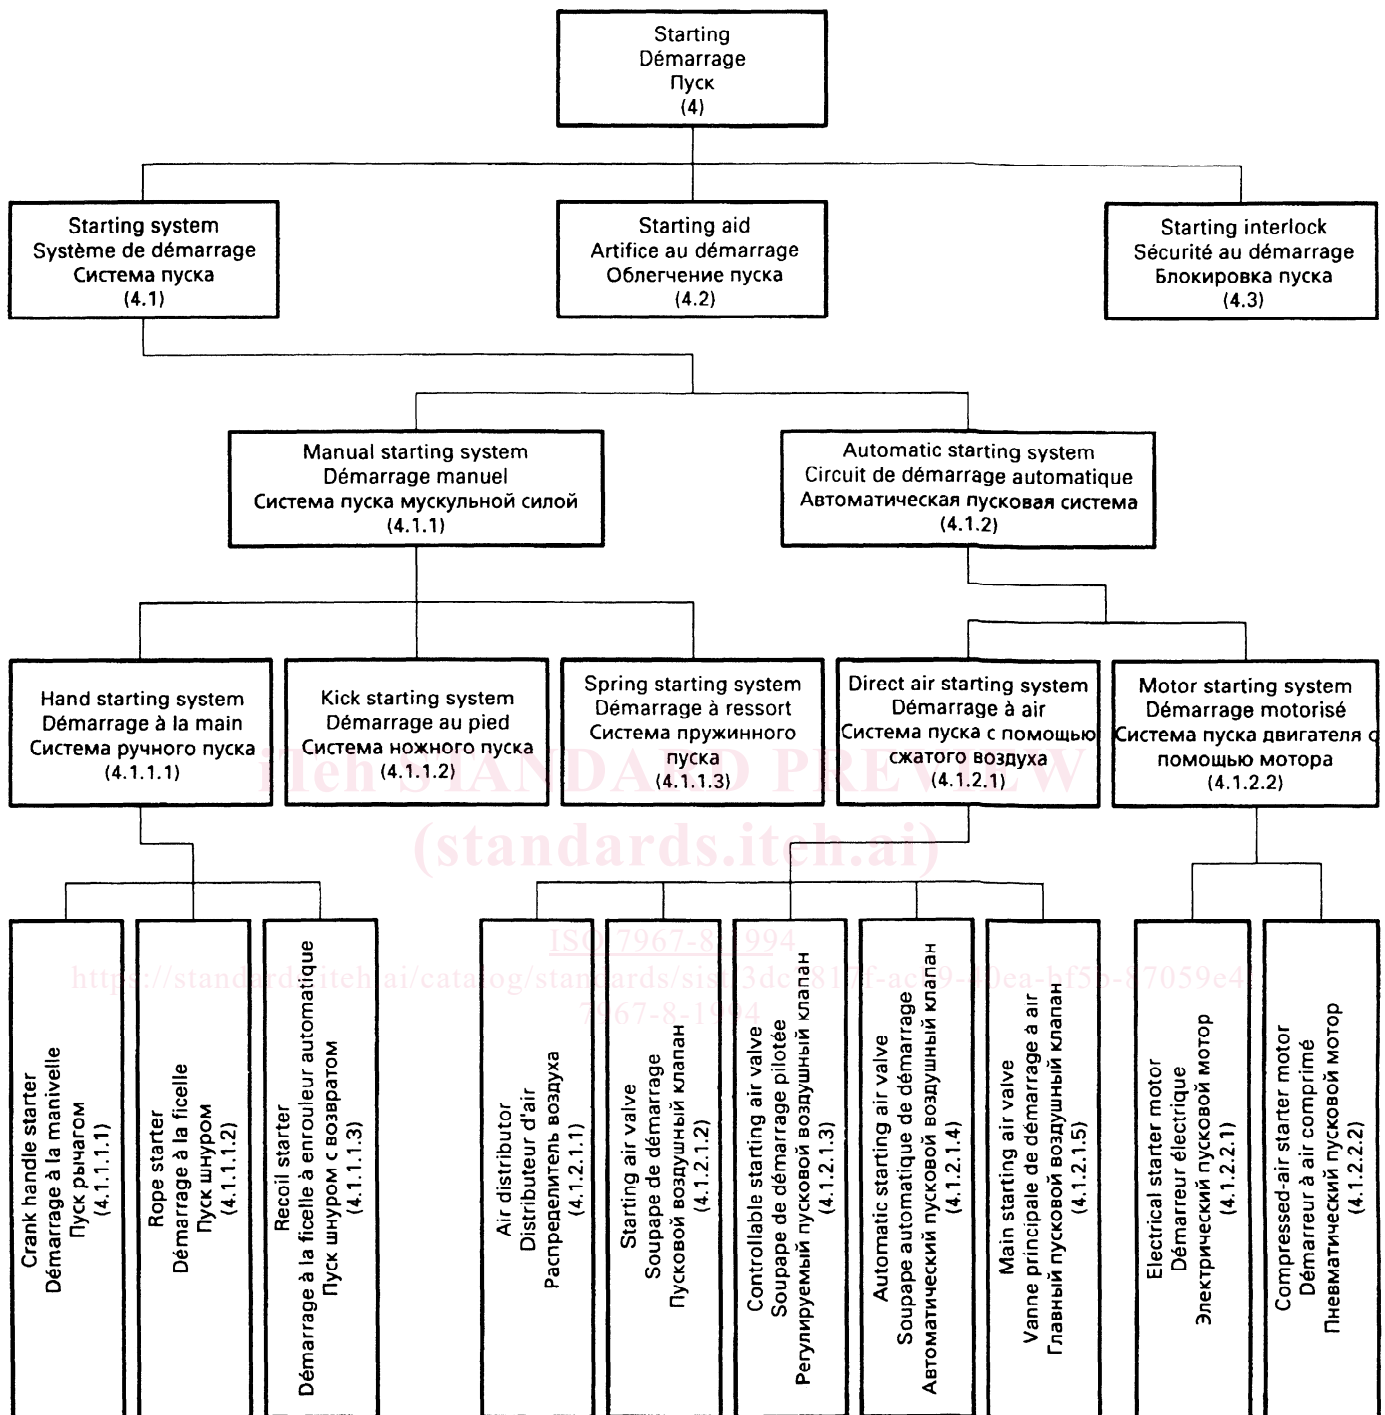 Starting
Démarrage
Пуск
(4)
Starting system
Système de démarrage
Система пуска
(4.1)
Starting aid
Artifice au démarrage
Облегчение пуска
(4.2)
Starting interlock
Sécurité au démarrage
Блокировка пуска
(4.3)
Manual starting system
Démarrage manuel
Система пуска мускульной силой
(4.1.1)
Automatic starting system
Circuit de démarrage automatique
Автоматическая пусковая система
(4.1.2)
Hand starting system
Démarrage à la main
Система ручного пуска
(4.1.1.1)
Kick starting system
Démarrage au pied
Система ножного пуска
(4.1.1.2)
Spring starting system
Démarrage à ressort
Система пружинного
пуска
(4.1.1.3)
Direct air starting system
Démarrage à air
Система пуска с помощью
сжатого воздуха
(4.1.2.1)
Motor starting system
Démarrage motorisé
Система пуска двигателя с
помощью мотора
(4.1.2.2)
iTeh STANDARD PREVIEW
(standards.iteh.ai)
ISO 7967-8:1994
https://standards.iteh.ai/catalog/standards/sist/
7967-8-1994
Crank handle starter
Démarrage à la manivelle
Пуск рычагом
(4.1.1.1.1)
Rope starter
Démarrage à la ficelle
Пуск шнуром
(4.1.1.1.2)
Recoil starter
Démarrage à la ficelle à enrouleur automatique
Пуск шнуром с возвратом
(4.1.1.1.3)
Air distributor
Distributeur d'air
Распределитель воздуха
(4.1.2.1.1)
Starting air valve
Soupape de démarrage
Пусковой воздушный клапан
(4.1.2.1.2)
Controllable starting air valve
Soupape de démarrage pilotée
Регулируемый пусковой воздушный клапан
(4.1.2.1.3)
Automatic starting air valve
Soupape automatique de démarrage
Автоматический пусковой воздушный клапан
(4.1.2.1.4)
Main starting air valve
Vanne principale de démarrage à air
Главный пусковой воздушный клапан
(4.1.2.1.5)
Electrical starter motor
Démarreur électrique
Электрический пусковой мотор
(4.1.2.2.1)
Compressed-air starter motor
Démarreur à air comprimé
Пневматический пусковой мотор
(4.1.2.2.2)